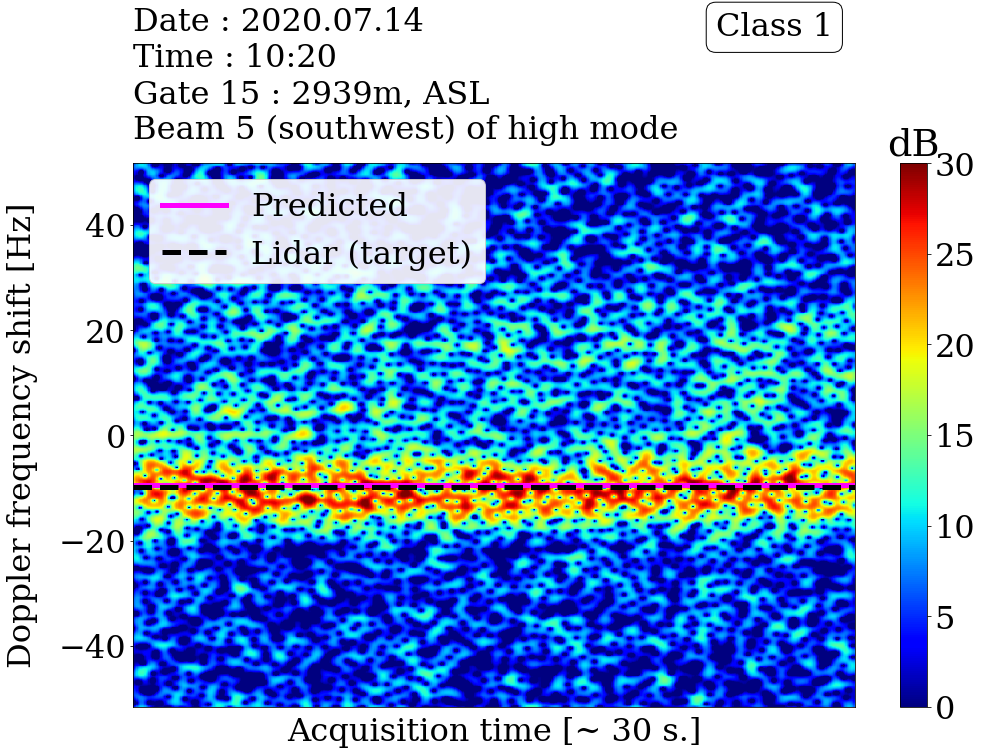 Date : 2020.07.14
Time : 10:20
Gate 15 : 2939m, ASL
Beam 5 (southwest) of high mode
Class 1
dB
Predicted
Lidar (target)
Doppler frequency shift [Hz]
40
20
0
−20
−40
30
25
20
15
10
5
0
Acquisition time [~ 30 s.]